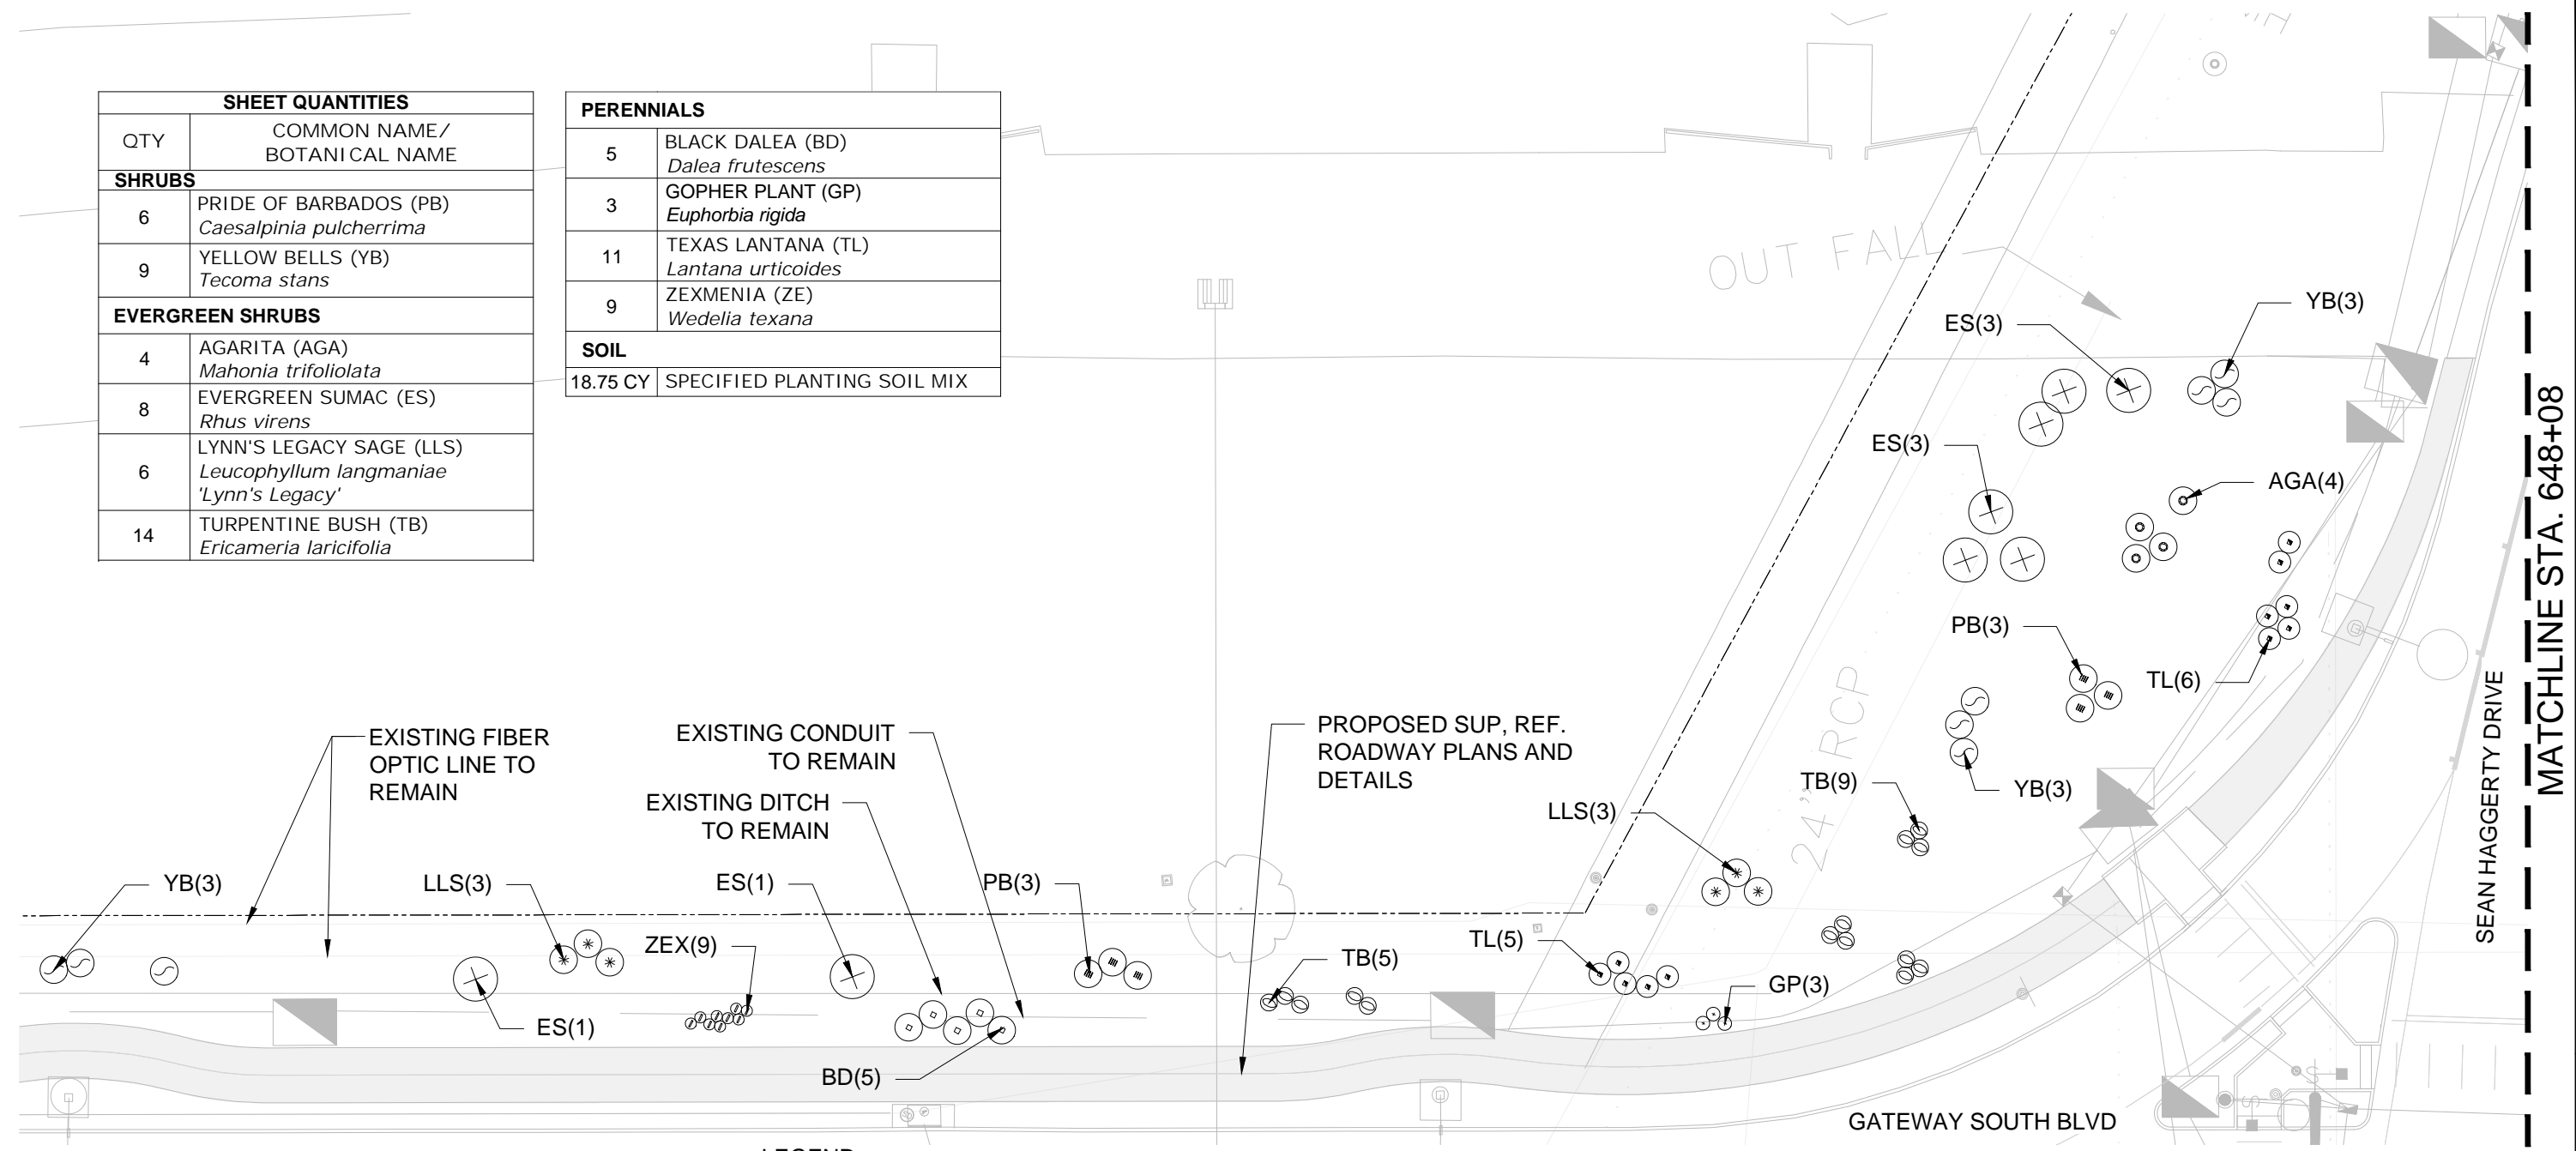 SHEET QUANTITIES
QTY
COMMON NAME/
BOTANICAL NAME
SHRUBS
6
PRIDE OF BARBADOS (PB)
Caesalpinia pulcherrima
9
YELLOW BELLS (YB)
Tecoma stans
EVERGREEN SHRUBS
4
AGARITA (AGA)
Mahonia trifoliolata
8
EVERGREEN SUMAC (ES)
Rhus virens
6
LYNN'S LEGACY SAGE (LLS)
Leucophyllum langmaniae
'Lynn's Legacy'
14
TURPENTINE BUSH (TB)
Ericameria laricifolia
PERENNIALS
5
BLACK DALEA (BD)
Dalea frutescens
3
GOPHER PLANT (GP)
Euphorbia rigida
11
TEXAS LANTANA (TL)
Lantana urticoides
9
ZEXMENIA (ZE)
Wedelia texana
SOIL
18.75 CY
SPECIFIED PLANTING SOIL MIX
OUT FALL
YB(3)
ES(3)
ES(3)
AGA(4)
PB(3)
TL(6)
MATCHLINE STA. 648+08
SEAN HAGGERTY DRIVE
EXISTING FIBER
OPTIC LINE TO
REMAIN
EXISTING CONDUIT
TO REMAIN
EXISTING DITCH
TO REMAIN
PROPOSED SUP, REF.
ROADWAY PLANS AND
DETAILS
24" RCP
TB(9)
YB(3)
LLS(3)
YB(3)
LLS(3)
ES(1)
PB(3)
ZEX(9)
TB(5)
TL(5)
GP(3)
ES(1)
BD(5)
GATEWAY SOUTH BLVD
S
S
LEGEND